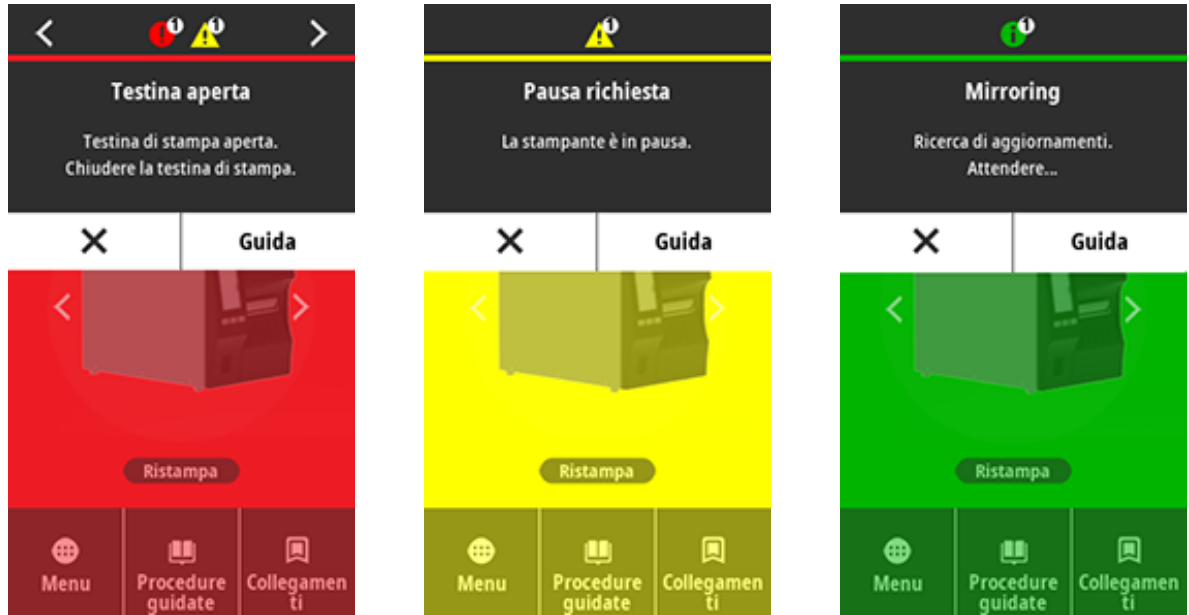 Testina aperta
Testina di stampa aperta.
Chiudere la testina di stampa.
Guida
Ristampa
Menu
Procedure
guidate
Collegamen
ti
Pausa richiesta
La stampante è in pausa.
Guida
Ristampa
Menu
Procedure
guidate
Collegamen
ti
Mirroring
Ricerca di aggiornamenti.
Attendere...
Guida
Ristampa
Menu
Procedure
guidate
Collegamen
ti